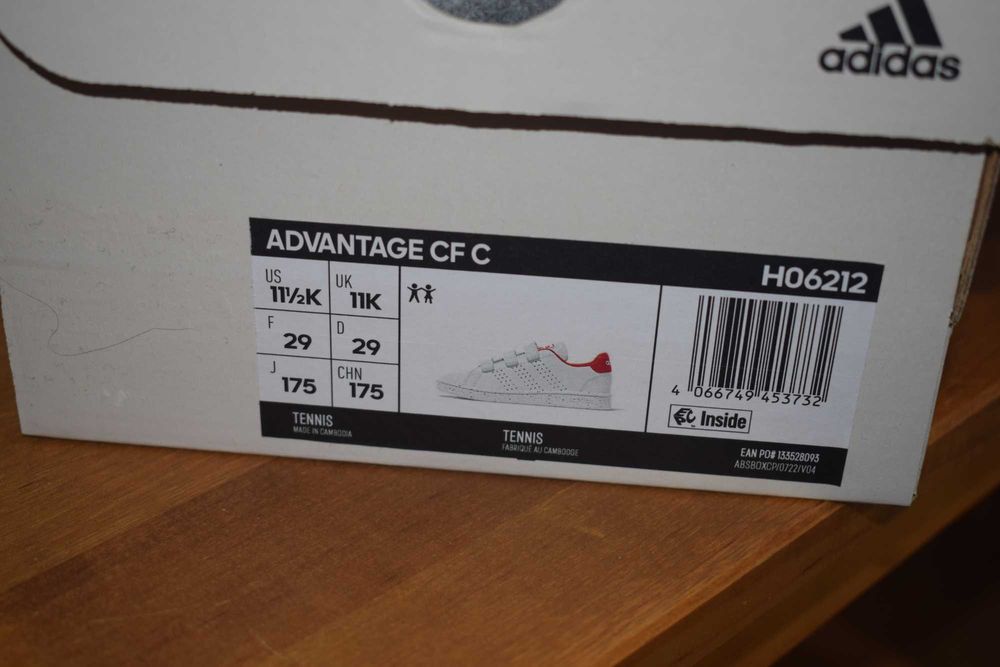 adidas
ADVANTAGE CF C
H06212
US 11½K
UK 11K
F 29
D 29
J 175
CHN 175
4 066749 453732
Inside
TENNIS
MADE IN CAMBODIA
TENNIS
FABRIQUÉ AU CAMBODGE
EAN PO# 133528093
ABSBOXCP/0722/V04